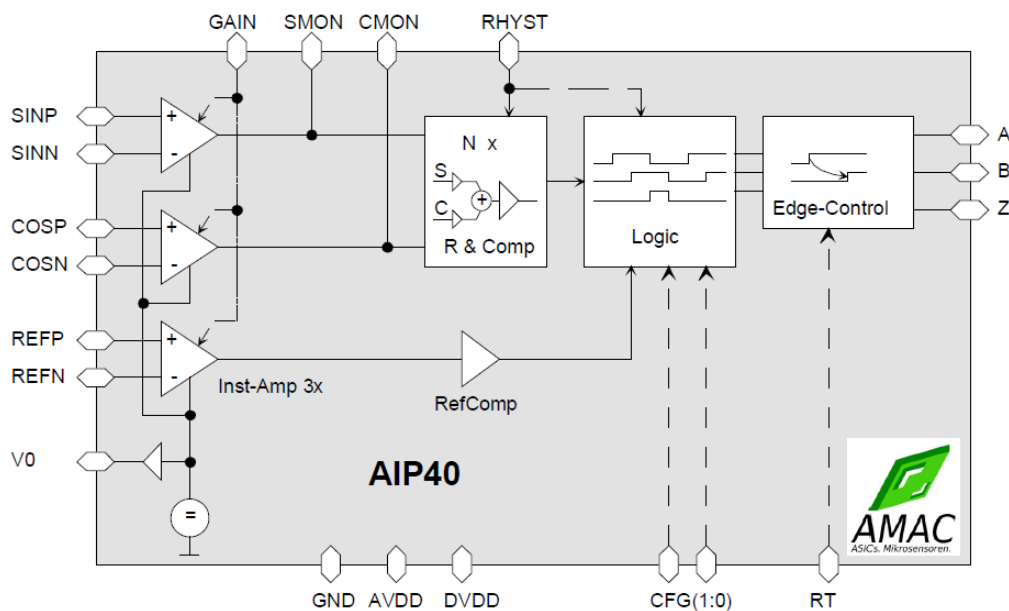 GAIN SMON CMON RHYST
SINP
SINN
COSP
COSN
REFP
REFN
V0
+
-
+
-
+
-
=
Inst-Amp 3x
N x
S
C
+
R & Comp
Logic
Edge-Control
A
B
Z
RefComp
AIP40
AMAC
ASICs. Mikrosensoren.
GND AVDD DVDD CFG(1:0) RT